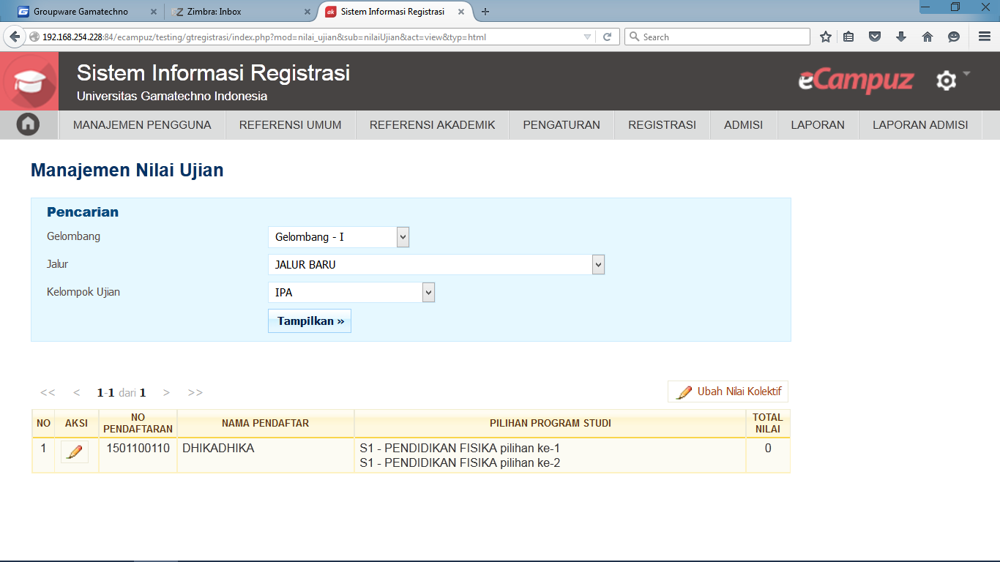 Groupware Gamatechno
Zimbra: Inbox
Sistem Informasi Registrasi
192.168.254.228:84/ecampuz/testing/gtregistrasi/index.php?mod=nilai_ujian&sub=nilaiUjian&act=view&typ=html
Search
Sistem Informasi Registrasi
Universitas Gamatechno Indonesia
eCampuz
MANAJEMEN PENGGUNA REFERENSI UMUM REFERENSI AKADEMIK PENGATURAN REGISTRASI ADMISI LAPORAN LAPORAN ADMISI
Manajemen Nilai Ujian
Pencarian
Gelombang Gelombang - I
Jalur JALUR BARU
Kelompok Ujian IPA
Tampilkan »
<< < 1-1 dari 1 > >>
Ubah Nilai Kolektif
NO AKSI NO PENDAFTARAN NAMA PENDAFTAR PILIHAN PROGRAM STUDI TOTAL NILAI
1 1501100110 DHIKADHIKA S1 - PENDIDIKAN FISIKA pilihan ke-1 0
S1 - PENDIDIKAN FISIKA pilihan ke-2